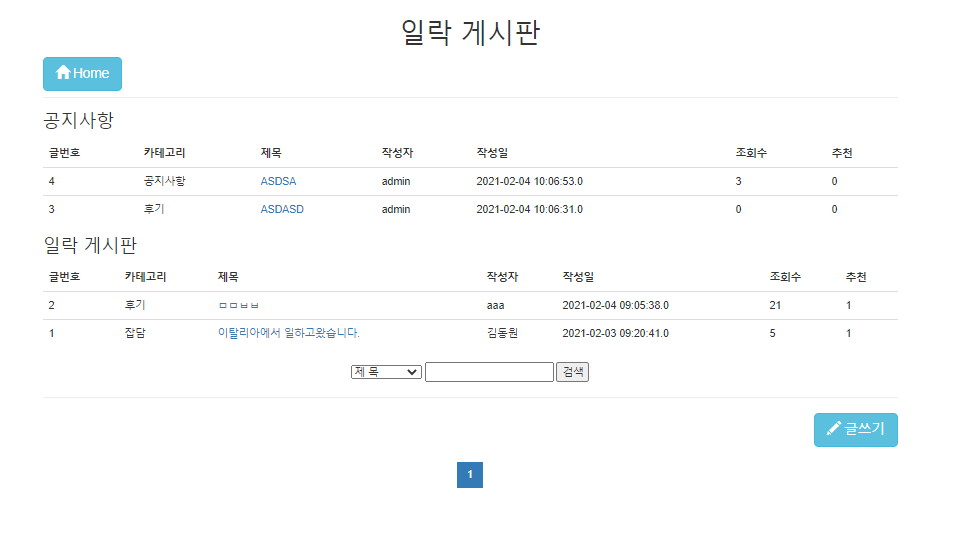 일락 게시판
Home
공지사항
글번호 카테고리 제목 작성자 작성일 조회수 추천
4 공지사항 ASDSA admin 2021-02-04 10:06:53.0 3 0
3 후기 ASDASD admin 2021-02-04 10:06:31.0 0 0
일락 게시판
글번호 카테고리 제목 작성자 작성일 조회수 추천
2 후기 ㅁㅁㅂㅂ aaa 2021-02-04 09:05:38.0 21 1
1 잡담 이탈리아에서 일하고왔습니다. 김동원 2021-02-03 09:20:41.0 5 1
제 목 검색
글쓰기
1